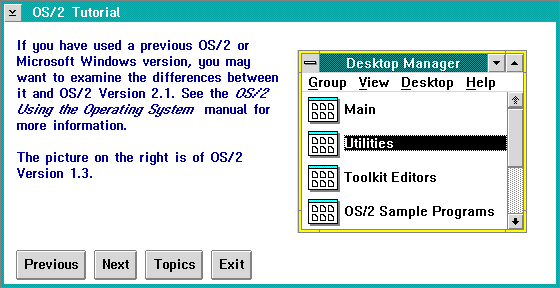 OS/2 Tutorial
If you have used a previous OS/2 or
Microsoft Windows version, you may
want to examine the differences between
it and OS/2 Version 2.1. See the OS/2
Using the Operating System manual for
more information.
The picture on the right is of OS/2
Version 1.3.
Desktop Manager
Group View Desktop Help
Main
Utilities
Toolkit Editors
OS/2 Sample Programs
Previous Next Topics Exit